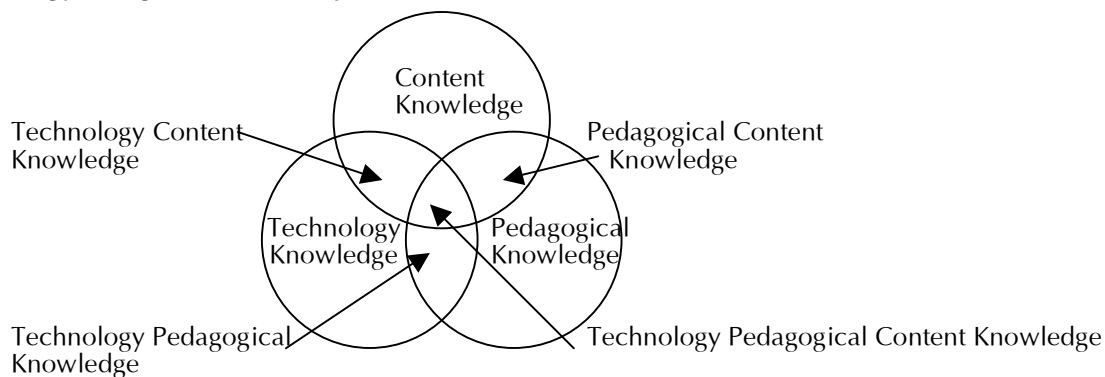 Content
Knowledge
Technology Content
Knowledge
Pedagogical Content
Knowledge
Technology
Knowledge
Pedagogical
Knowledge
Technology Pedagogical
Knowledge
Technology Pedagogical Content Knowledge